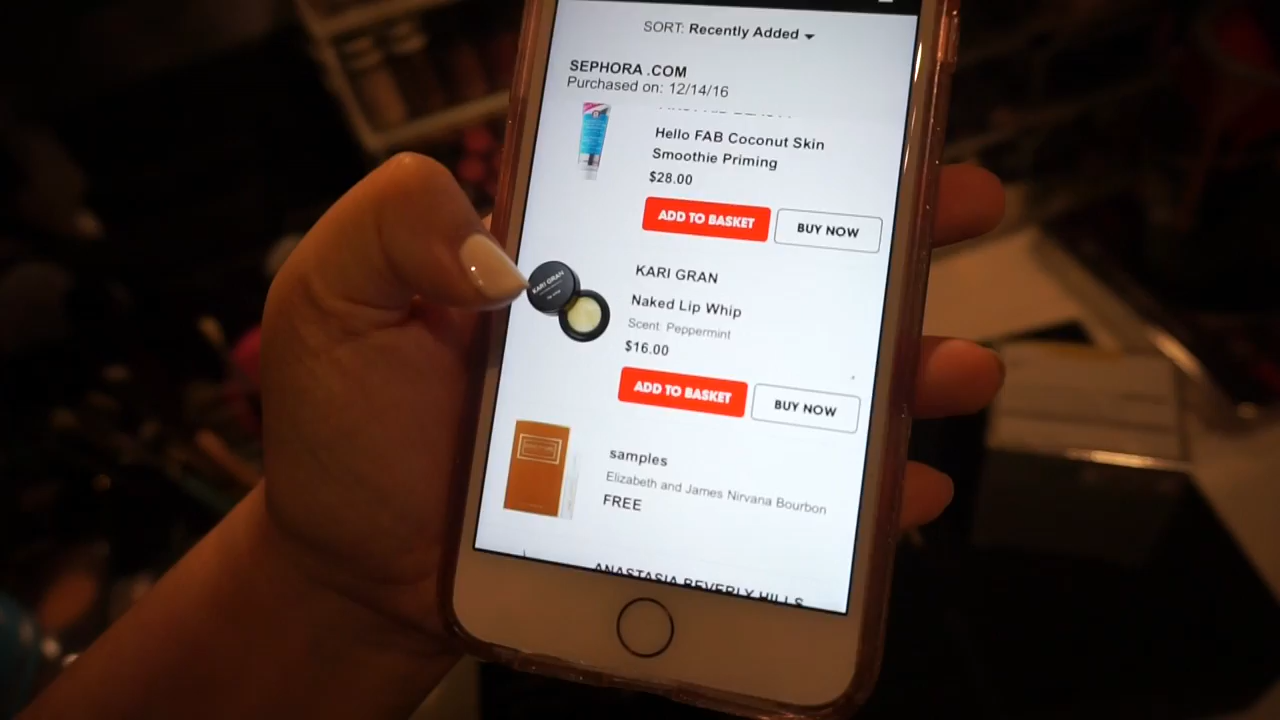 SORT: Recently Added
SEPHORA .COM
Purchased on: 12/14/16
Hello FAB Coconut Skin
Smoothie Priming
$28.00
ADD TO BASKET
BUY NOW
KARI GRAN
KARI GRAN
Naked Lip Whip
Scent: Peppermint
$16.00
ADD TO BASKET
BUY NOW
samples
Elizabeth and James Nirvana Bourbon
FREE
ANASTASIA BEVERLY HILLS